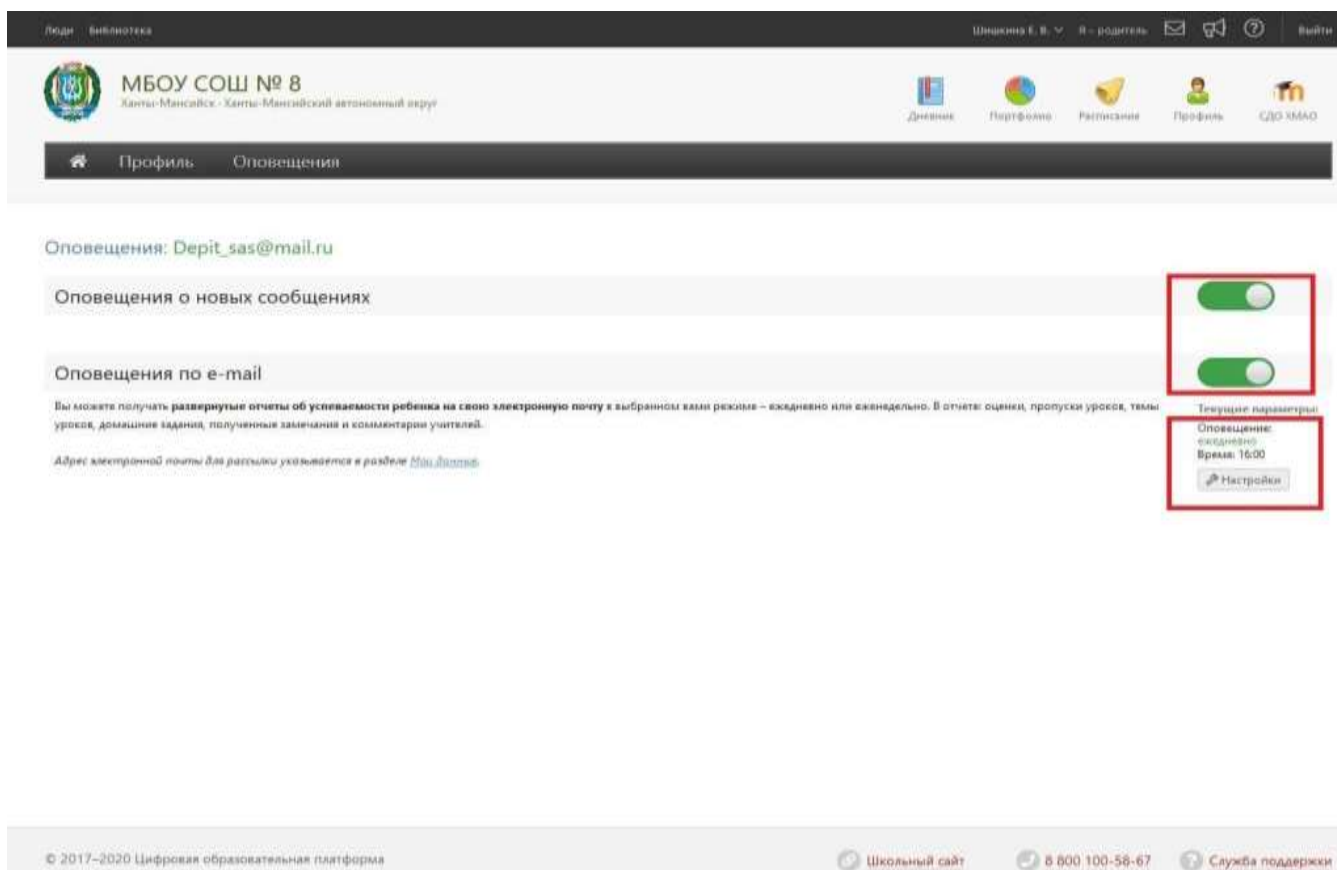 Люди Библиотека Шишкина Е. В. Я – родитель Выйти
МБОУ СОШ № 8
Ханты-Мансийск - Ханты-Мансийский автономный округ
Дневник Портфолио Расписание Профиль СДО ХМАО
Профиль Оповещения
Оповещения: Depit_sas@mail.ru
Оповещения о новых сообщениях
Оповещения по e-mail
Вы можете получать развернутые отчеты об успеваемости ребенка на свою электронную почту в выбранном вами режиме – ежедневно или еженедельно. В отчете: оценки, пропуски уроков, темы
уроков, домашние задания, полученные замечания и комментарии учителей.
Адрес электронной почты для рассылки указывается в разделе Мои данные.
Текущие параметры:
Оповещение:
ежедневно
Время: 16:00
Настройки
© 2017–2020 Цифровая образовательная платформа Школьный сайт 8 800 100-58-67 Служба поддержки